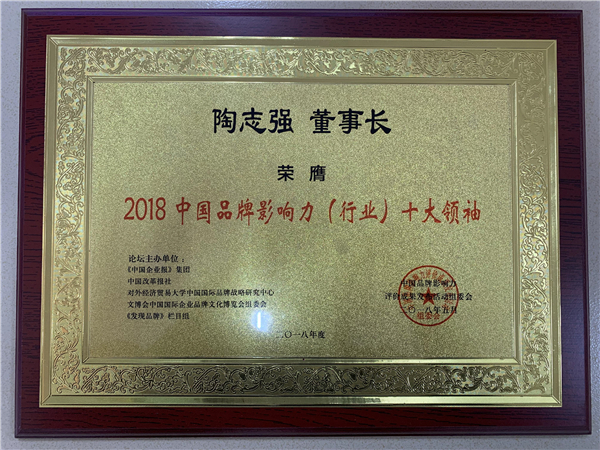 陶志强 董事长
荣膺
2018 中国品牌影响力（行业）十大领袖
论坛主办单位：
《中国企业报》集团
中国改革报社
对外经济贸易大学中国国际品牌战略研究中心
文博会中国国际企业品牌文化博览会组委会
《发现品牌》栏目组
中国品牌影响力
评价成果发布活动组委会
二〇一八年五月
组委会
二〇一八年度